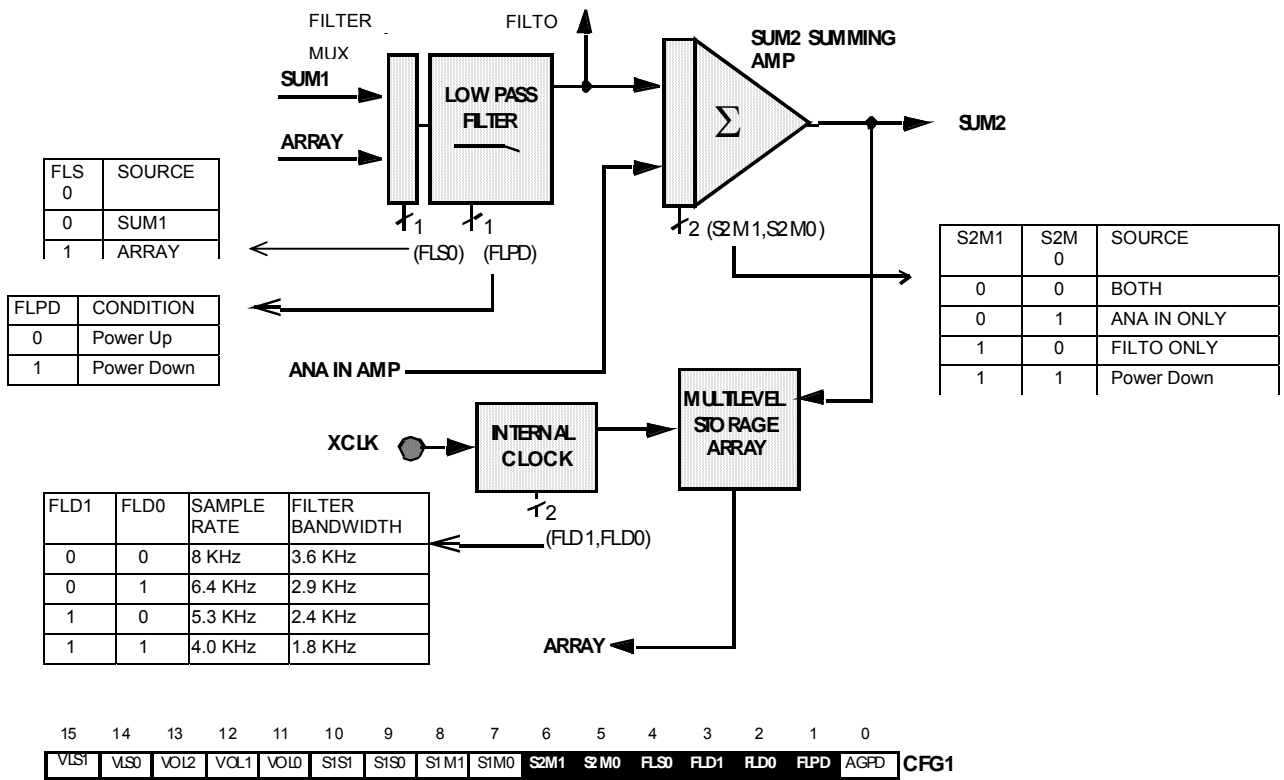 FILTER
MUX
FILTO
SUM2 SUMMING
AMP
SUM1
ARRAY
LOW PASS
FILTER
Σ
SUM2
FLS
0
SOURCE
0 SUM1
1 ARRAY
1
(FLS0)
1
(FLPD)
2 (S2M1,S2M0)
S2M1 S2M
0
SOURCE
0 0 BOTH
0 1 ANA IN ONLY
1 0 FILTO ONLY
1 1 Power Down
FLPD CONDITION
0 Power Up
1 Power Down
ANA IN AMP
XCLK
INTERNAL
CLOCK
MULTILEVEL
STORAGE
ARRAY
2
(FLD1,FLD0)
FLD1 FLD0 SAMPLE
RATE
FILTER
BANDWIDTH
0 0 8 KHz 3.6 KHz
0 1 6.4 KHz 2.9 KHz
1 0 5.3 KHz 2.4 KHz
1 1 4.0 KHz 1.8 KHz
ARRAY
15 14 13 12 11 10 9 8 7 6 5 4 3 2 1 0
VLS1 VLS0 VOL2 VOL1 VOL0 S1S1 S1S0 S1M1 S1M0 S2M1 S2M0 FLS0 FLD1 FLD0 FLPD AGPD CFG1